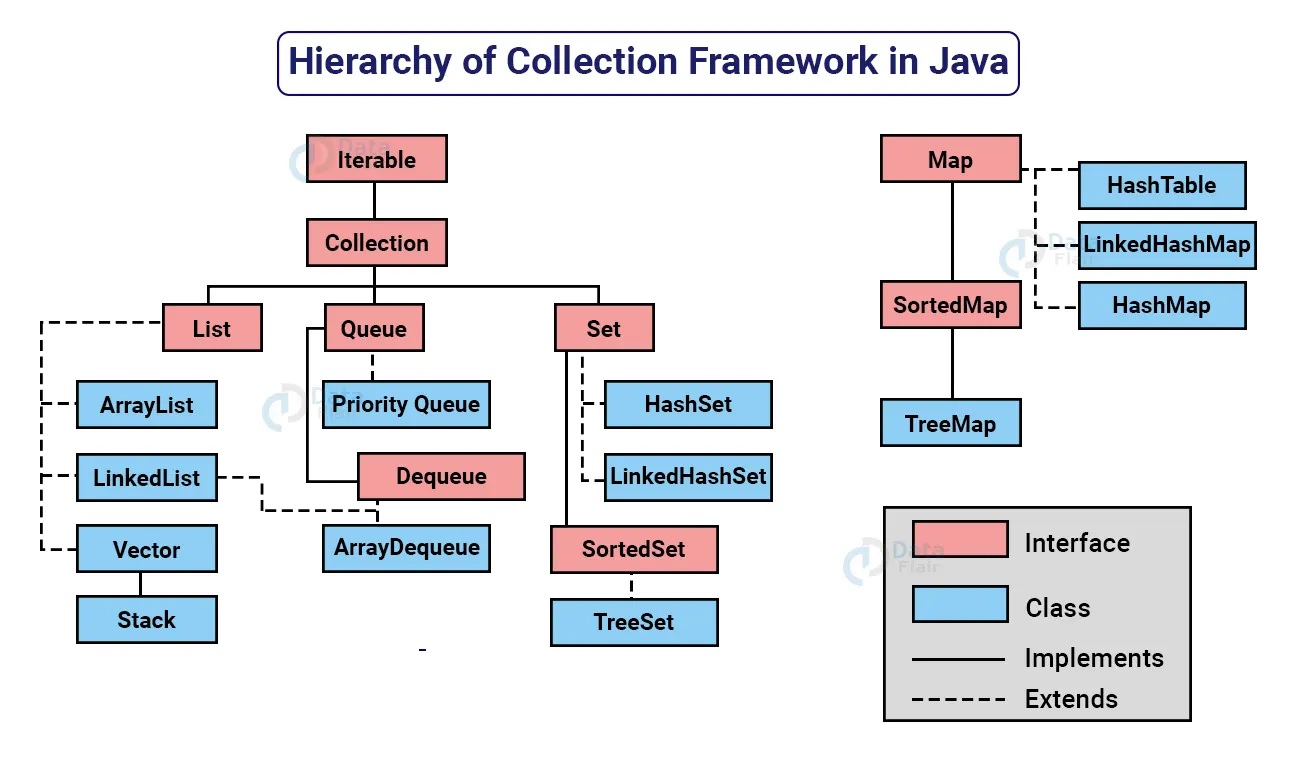 Hierarchy of Collection Framework in Java
Iterable
Collection
List
Queue
Set
ArrayList
Priority Queue
HashSet
LinkedList
Dequeue
LinkedHashSet
Vector
ArrayDequeue
SortedSet
Stack
TreeSet
Map
HashTable
LinkedHashMap
SortedMap
HashMap
TreeMap
Interface
Class
Implements
Extends
Data
Data
Flair
Data
Flair
Data
Flair